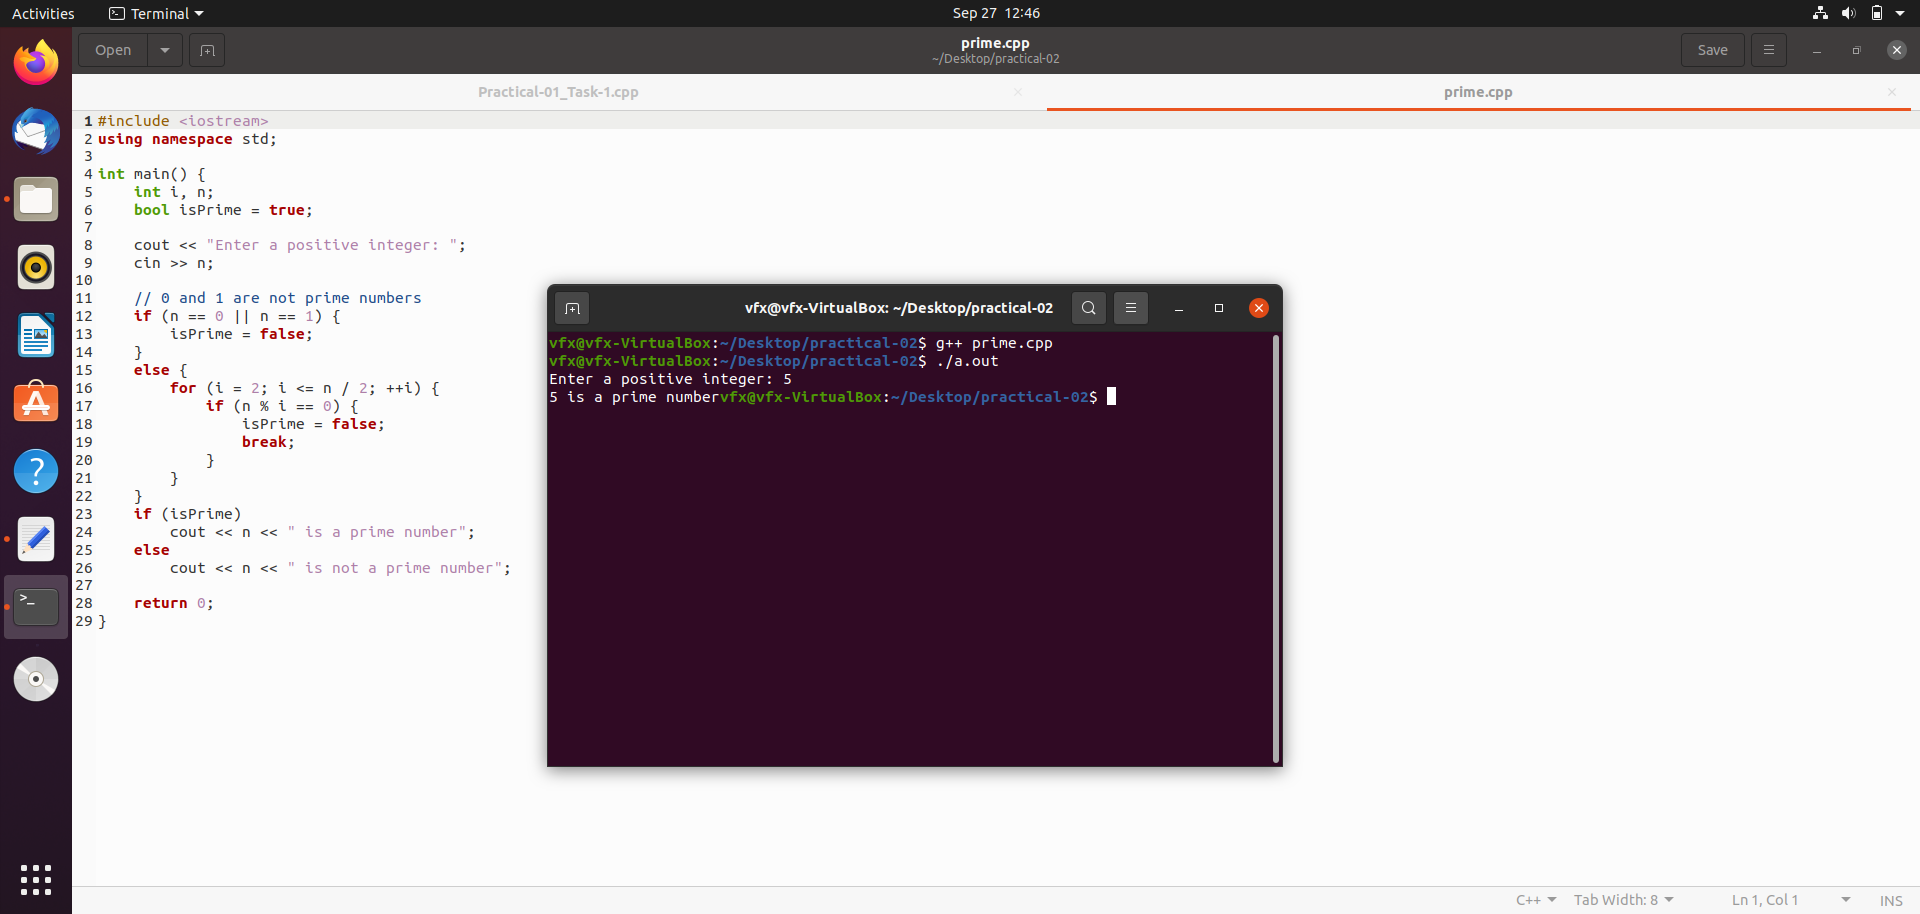 Activities
Terminal
Sep 27 12:46
Open
prime.cpp
~/Desktop/practical-02
Save
Practical-01_Task-1.cpp
prime.cpp
1 #include <iostream>
2 using namespace std;
3
4 int main() {
5     int i, n;
6     bool isPrime = true;
7
8     cout << "Enter a positive integer: ";
9     cin >> n;
10
11     // 0 and 1 are not prime numbers
12     if (n == 0 || n == 1) {
13         isPrime = false;
14     }
15     else {
16         for (i = 2; i <= n / 2; ++i) {
17             if (n % i == 0) {
18                 isPrime = false;
19                 break;
20             }
21         }
22     }
23     if (isPrime)
24         cout << n << " is a prime number";
25     else
26         cout << n << " is not a prime number";
27
28     return 0;
29 }
vfx@vfx-VirtualBox: ~/Desktop/practical-02
vfx@vfx-VirtualBox:~/Desktop/practical-02$ g++ prime.cpp
vfx@vfx-VirtualBox:~/Desktop/practical-02$ ./a.out
Enter a positive integer: 5
5 is a prime numbervfx@vfx-VirtualBox:~/Desktop/practical-02$
C++
Tab Width: 8
Ln 1, Col 1
INS